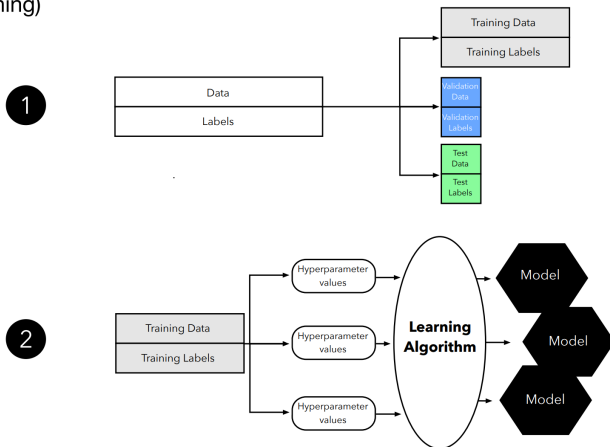 ning)
1
Data
Labels
Training Data
Training Labels
Validation
Data
Validation
Labels
Test
Data
Test
Labels
2
Training Data
Training Labels
Hyperparameter
values
Hyperparameter
values
Hyperparameter
values
Learning
Algorithm
Model
Model
Model